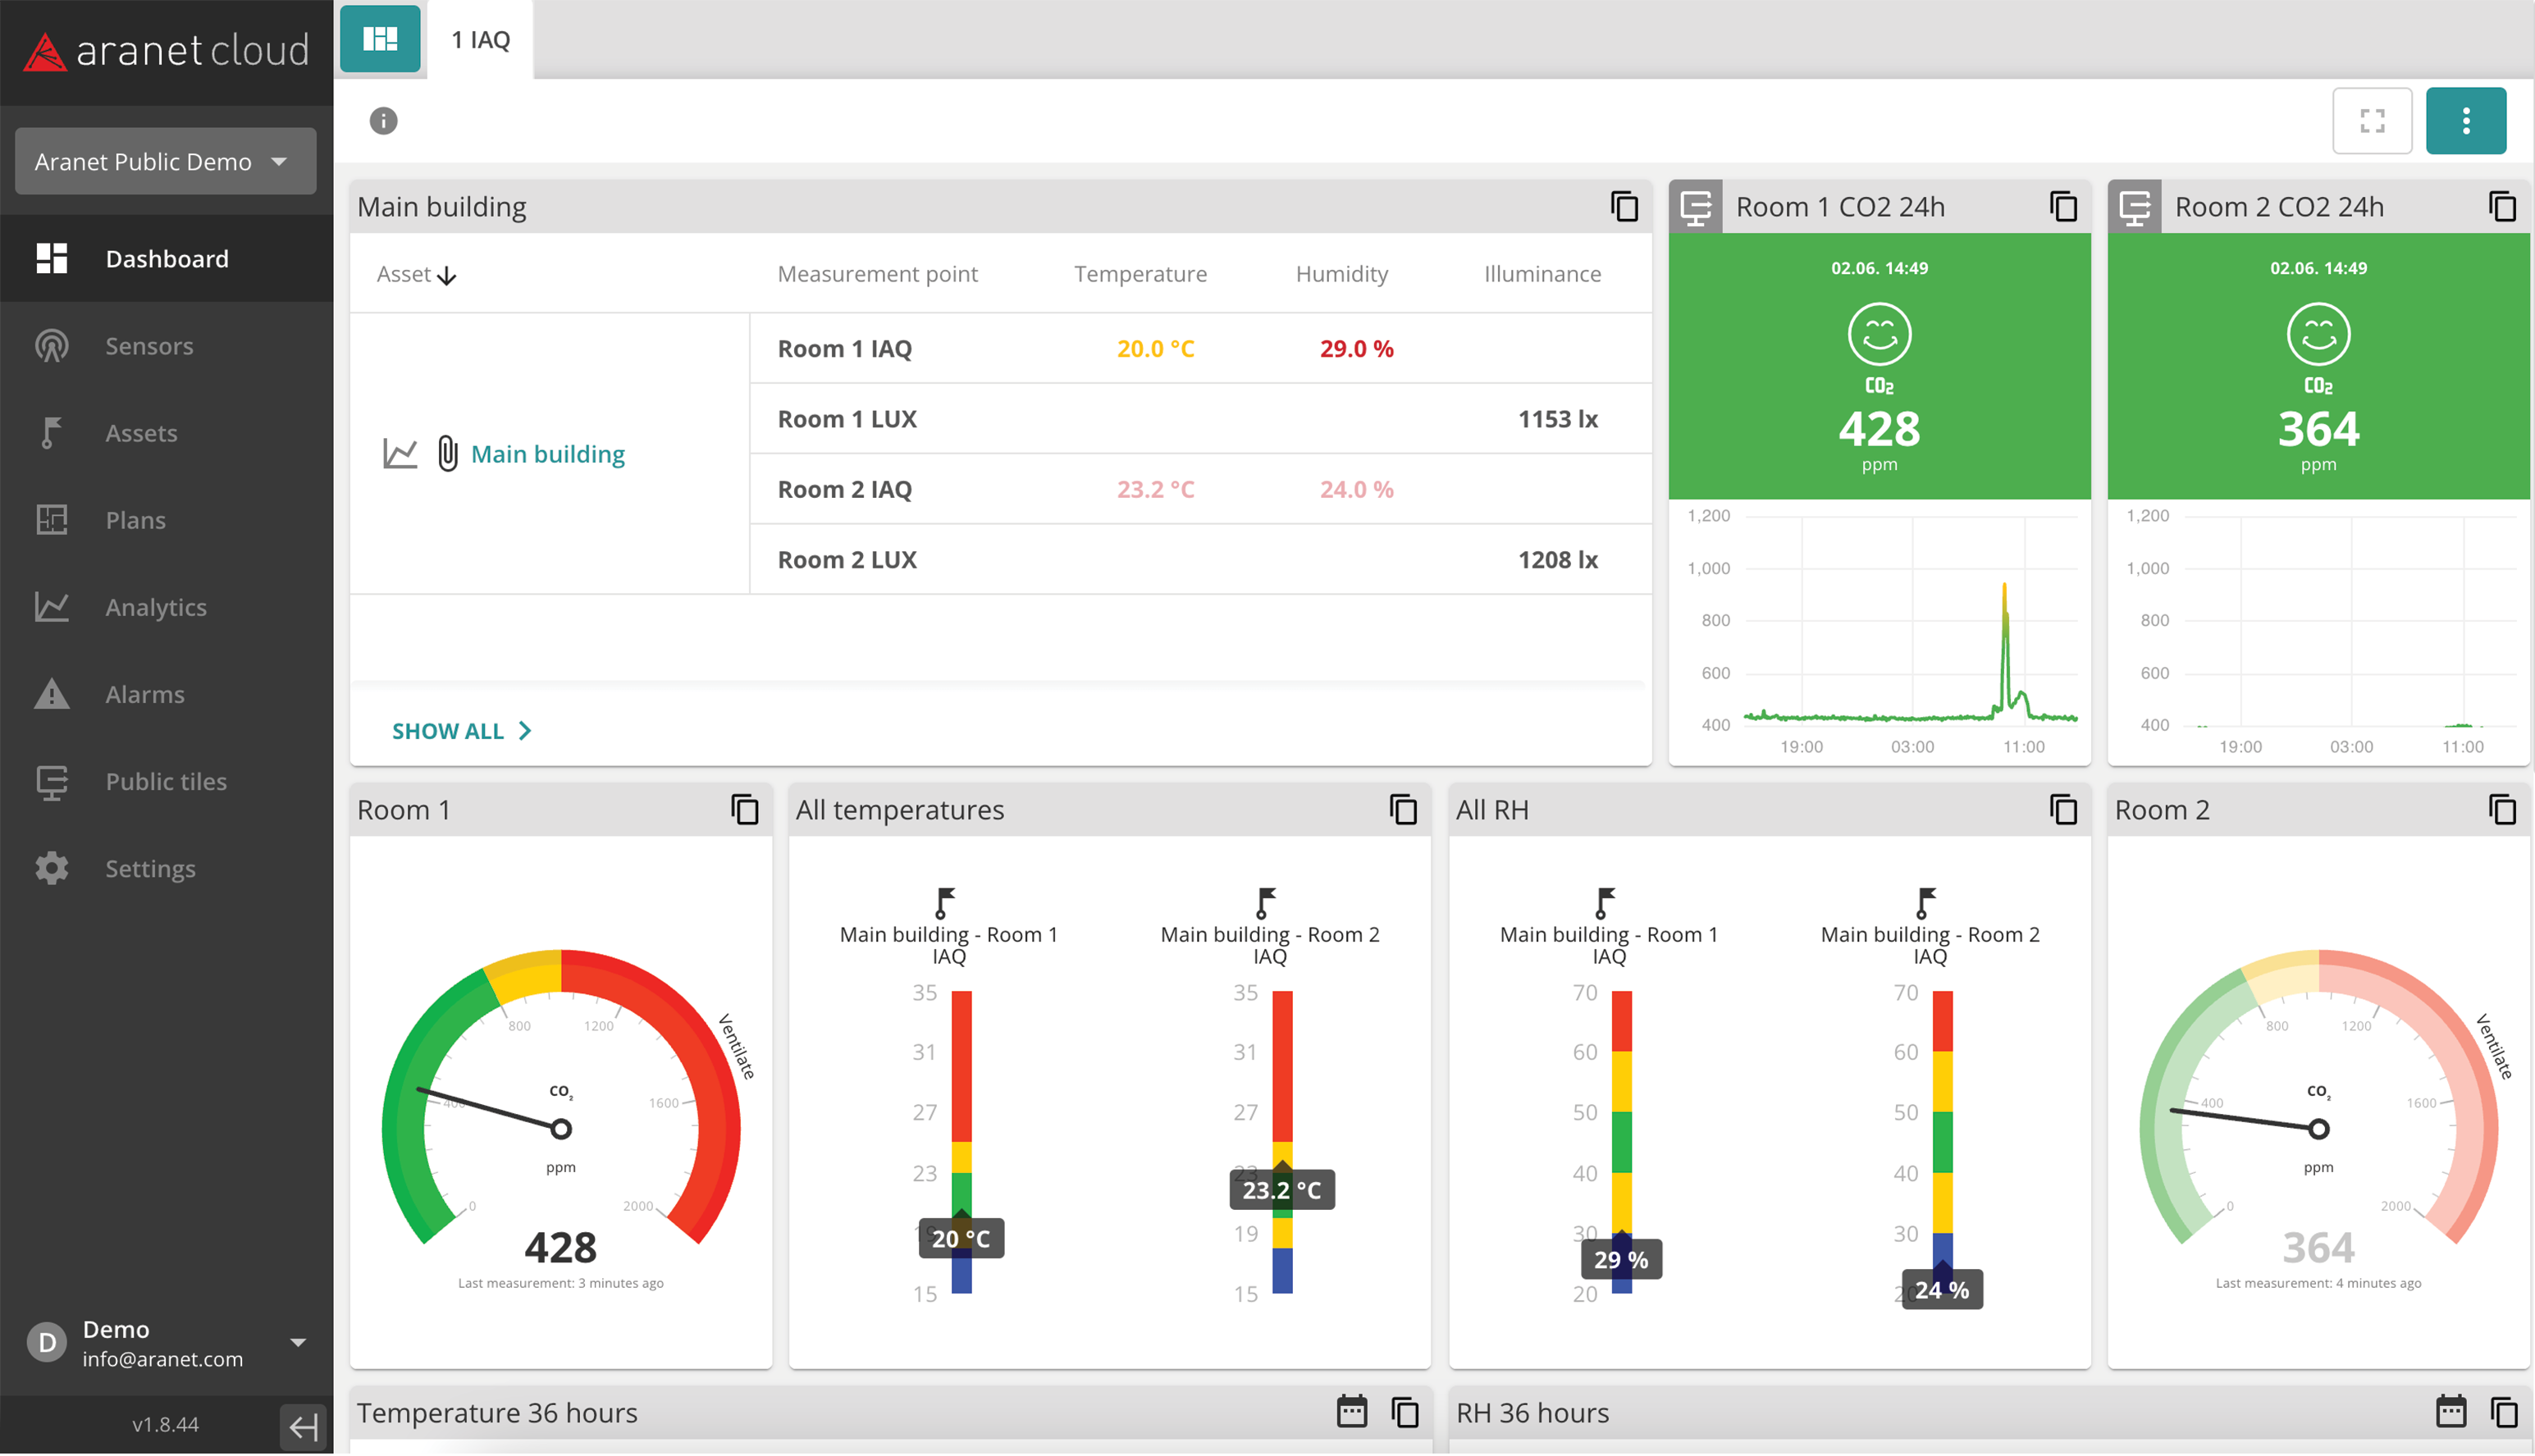 aranet cloud
Aranet Public Demo
Dashboard
Sensors
Assets
Plans
Analytics
Alarms
Public tiles
Settings
D
Demo
info@aranet.com
v1.8.44
1 IAQ
Main building
Asset Measurement point Temperature Humidity Illuminance
Main building
Room 1 IAQ 20.0 °C 29.0 %
Room 1 LUX 1153 lx
Room 2 IAQ 23.2 °C 24.0 %
Room 2 LUX 1208 lx
SHOW ALL
Room 1 CO2 24h
02.06. 14:49
CO₂
428
ppm
1,200
1,000
800
600
400
19:00 03:00 11:00
Room 2 CO2 24h
02.06. 14:49
CO₂
364
ppm
1,200
1,000
800
600
400
19:00 03:00 11:00
Room 1
800 1200
Ventilate
CO₂
400 1600
ppm
0 2000
428
Last measurement: 3 minutes ago
All temperatures
Main building - Room 1
IAQ
35
31
27
23
19
20 °C
15
Main building - Room 2
IAQ
35
31
27
23
23.2 °C
19
15
All RH
Main building - Room 1
IAQ
70
60
50
40
30
29 %
20
Main building - Room 2
IAQ
70
60
50
40
30
24 %
20
Room 2
800 1200
Ventilate
CO₂
400 1600
ppm
0 2000
364
Last measurement: 4 minutes ago
Temperature 36 hours
RH 36 hours